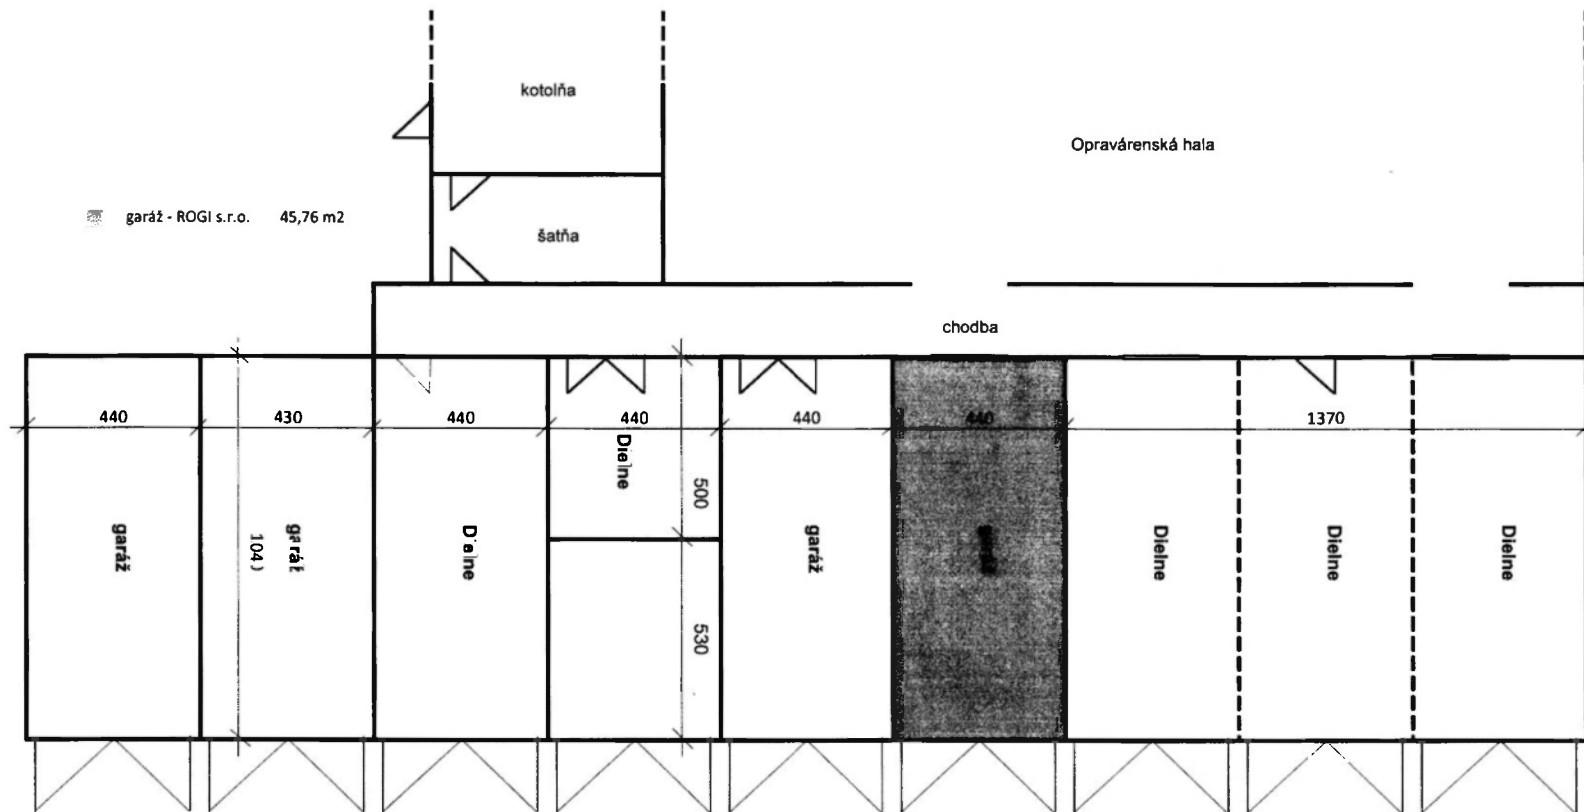 kotolňa
Opravárenská hala
garáž - ROGI s.r.o. 45,76 m2
šatňa
chodba
440
430
440
440
440
440
1370
Dielne
500
garáž
garáž
Dielne
garáž
Dielne
Dielne
Dielne
530